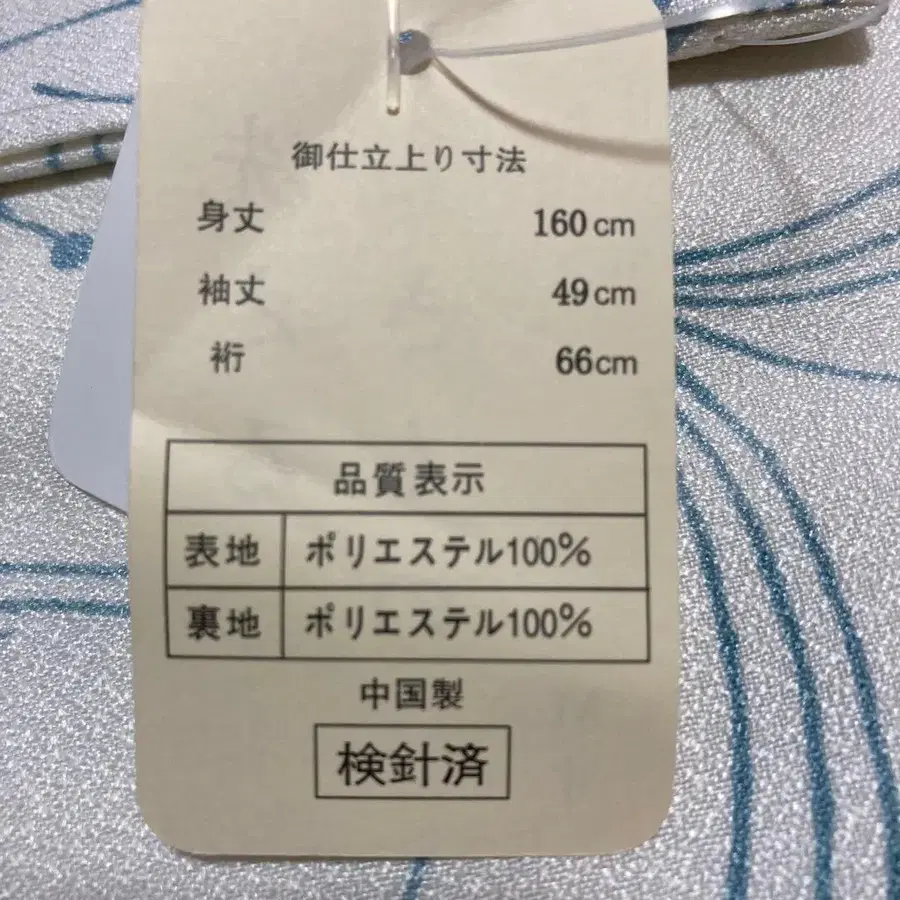 御仕立上り寸法
身丈 160cm
袖丈 49cm
裄 66cm
品質表示
表地 ポリエステル100%
裏地 ポリエステル100%
中国製
検針済